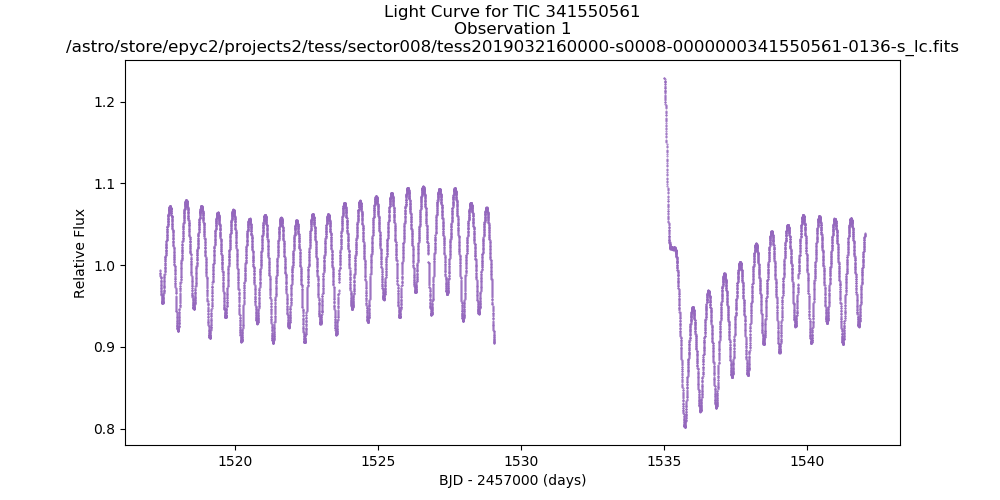 Light Curve for TIC 341550561
Observation 1
/astro/store/epyc2/projects2/tess/sector008/tess2019032160000-s0008-0000000341550561-0136-s_lc.fits
1.2
1.1
1.0
0.9
0.8
Relative Flux
1520
1525
1530
1535
1540
BJD - 2457000 (days)